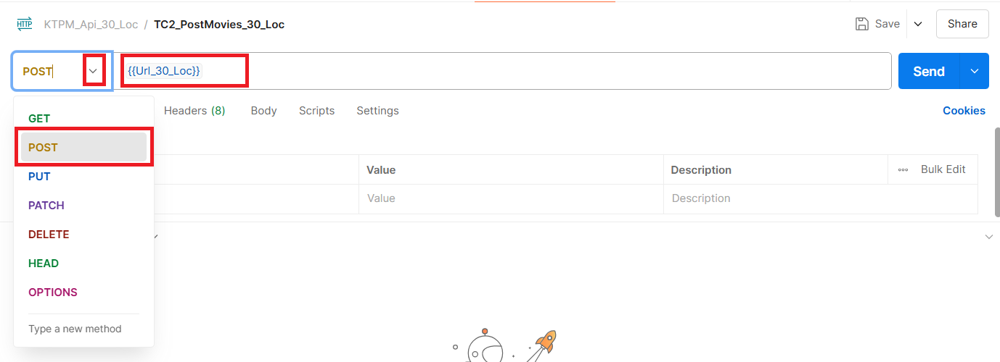 HTTP KTPM_Api_30_Loc / TC2_PostMovies_30_Loc Save Share
POST {{Url_30_Loc}} Send
Headers (8) Body Scripts Settings Cookies
GET
POST
PUT
PATCH
DELETE
HEAD
OPTIONS
Type a new method
Value Description Bulk Edit
Value Description